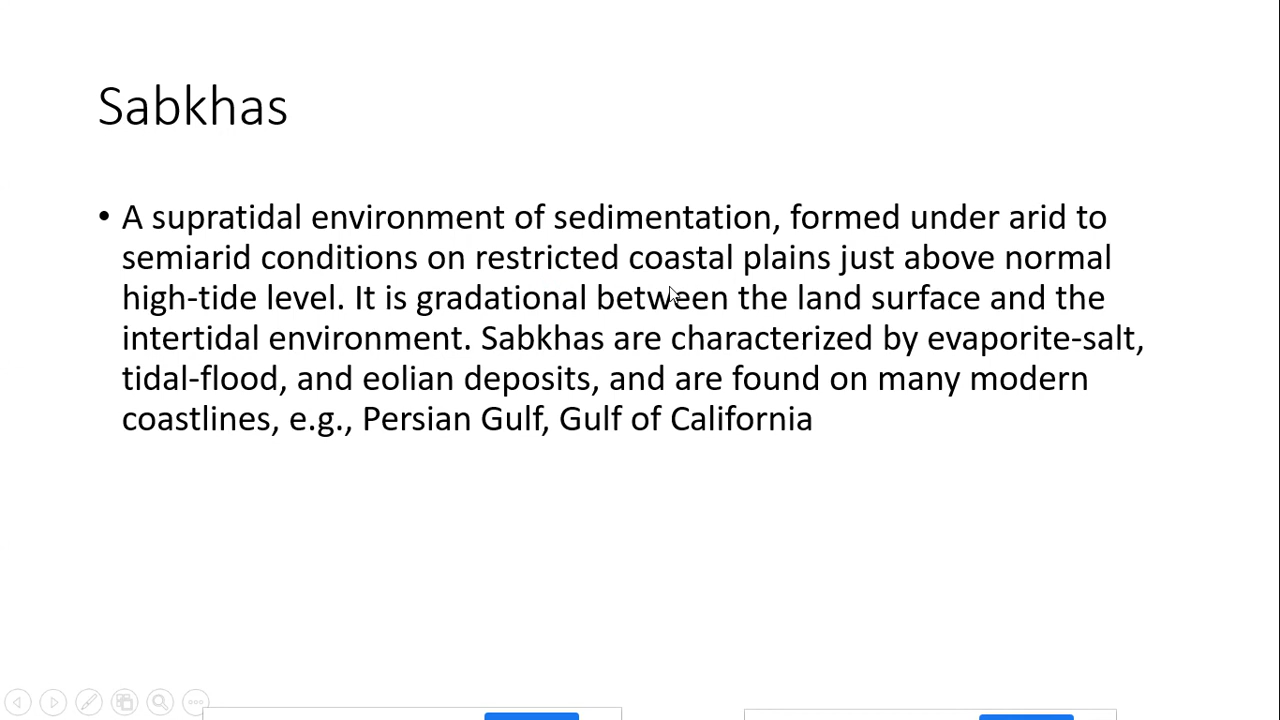 Sabkhas
• A supratidal environment of sedimentation, formed under arid to
semiarid conditions on restricted coastal plains just above normal
high-tide level. It is gradational between the land surface and the
intertidal environment. Sabkhas are characterized by evaporite-salt,
tidal-flood, and eolian deposits, and are found on many modern
coastlines, e.g., Persian Gulf, Gulf of California